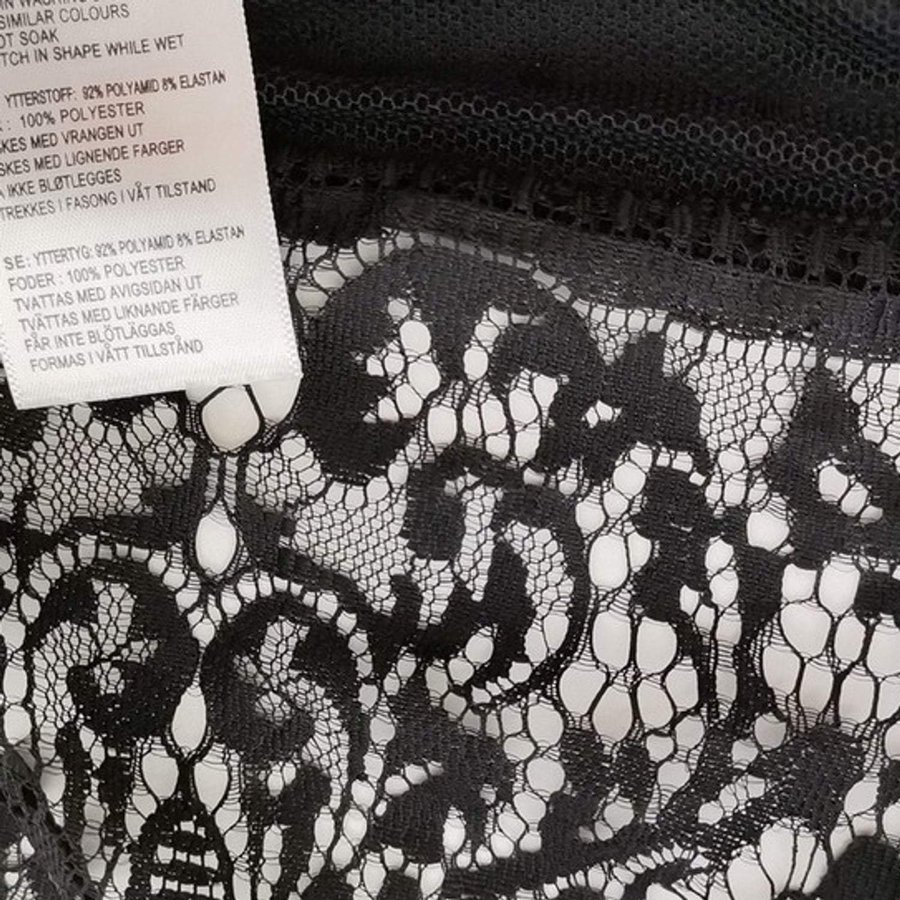 SIMILAR COLOURS
OT SOAK
TCH IN SHAPE WHILE WET
YTTERSTOFF: 92% POLYAMID 8% ELASTAN
: 100% POLYESTER
SKES MED VRANGEN UT
SKES MED LIGNENDE FARGER
IKKE BLØTLEGGES
TREKKES I FASONG I VÅT TILSTAND
SE: YTTERTYG: 92% POLYAMID 8% ELASTAN
FODER : 100% POLYESTER
TVÄTTAS MED AVIGSIDAN UT
TVÄTTAS MED LIKNANDE FÄRGER
FÅR INTE BLÖTLÄGGAS
FORMAS I VÅTT TILLSTÅND